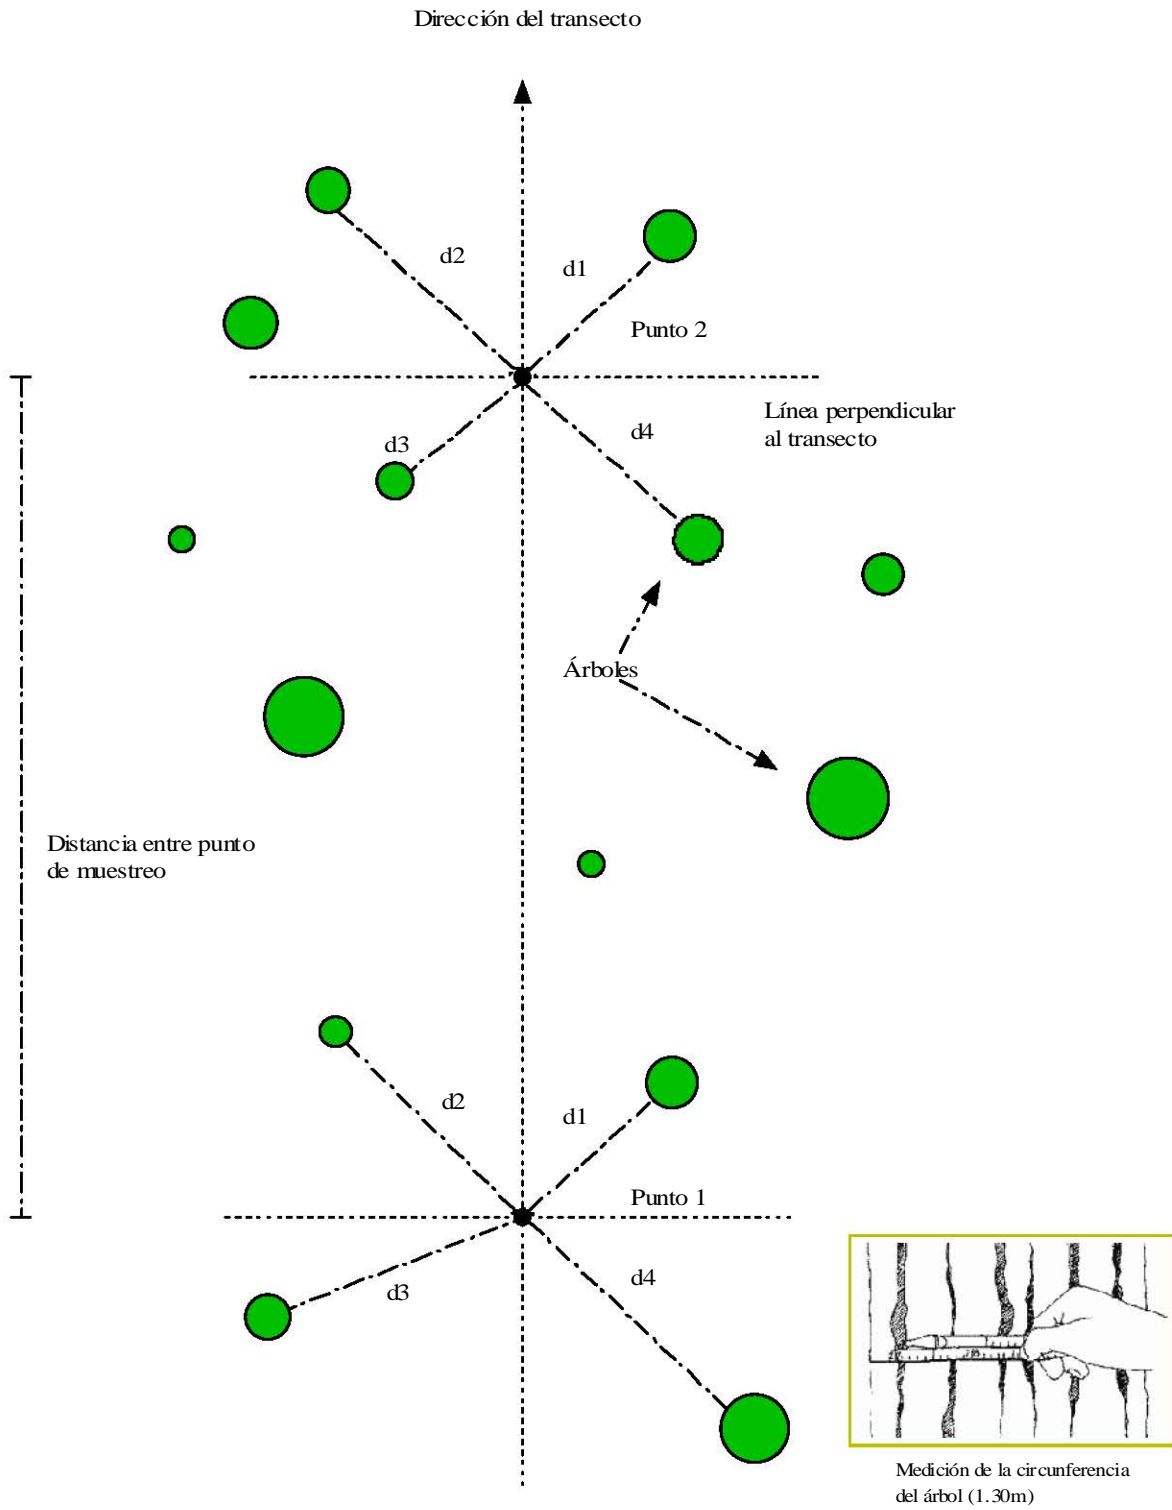 Dirección del transecto
d2
d1
Punto 2
Línea perpendicular
al transecto
d3
d4
Árboles
Distancia entre punto
de muestreo
d2
d1
Punto 1
d3
d4
Medición de la circunferencia
del árbol (1.30m)